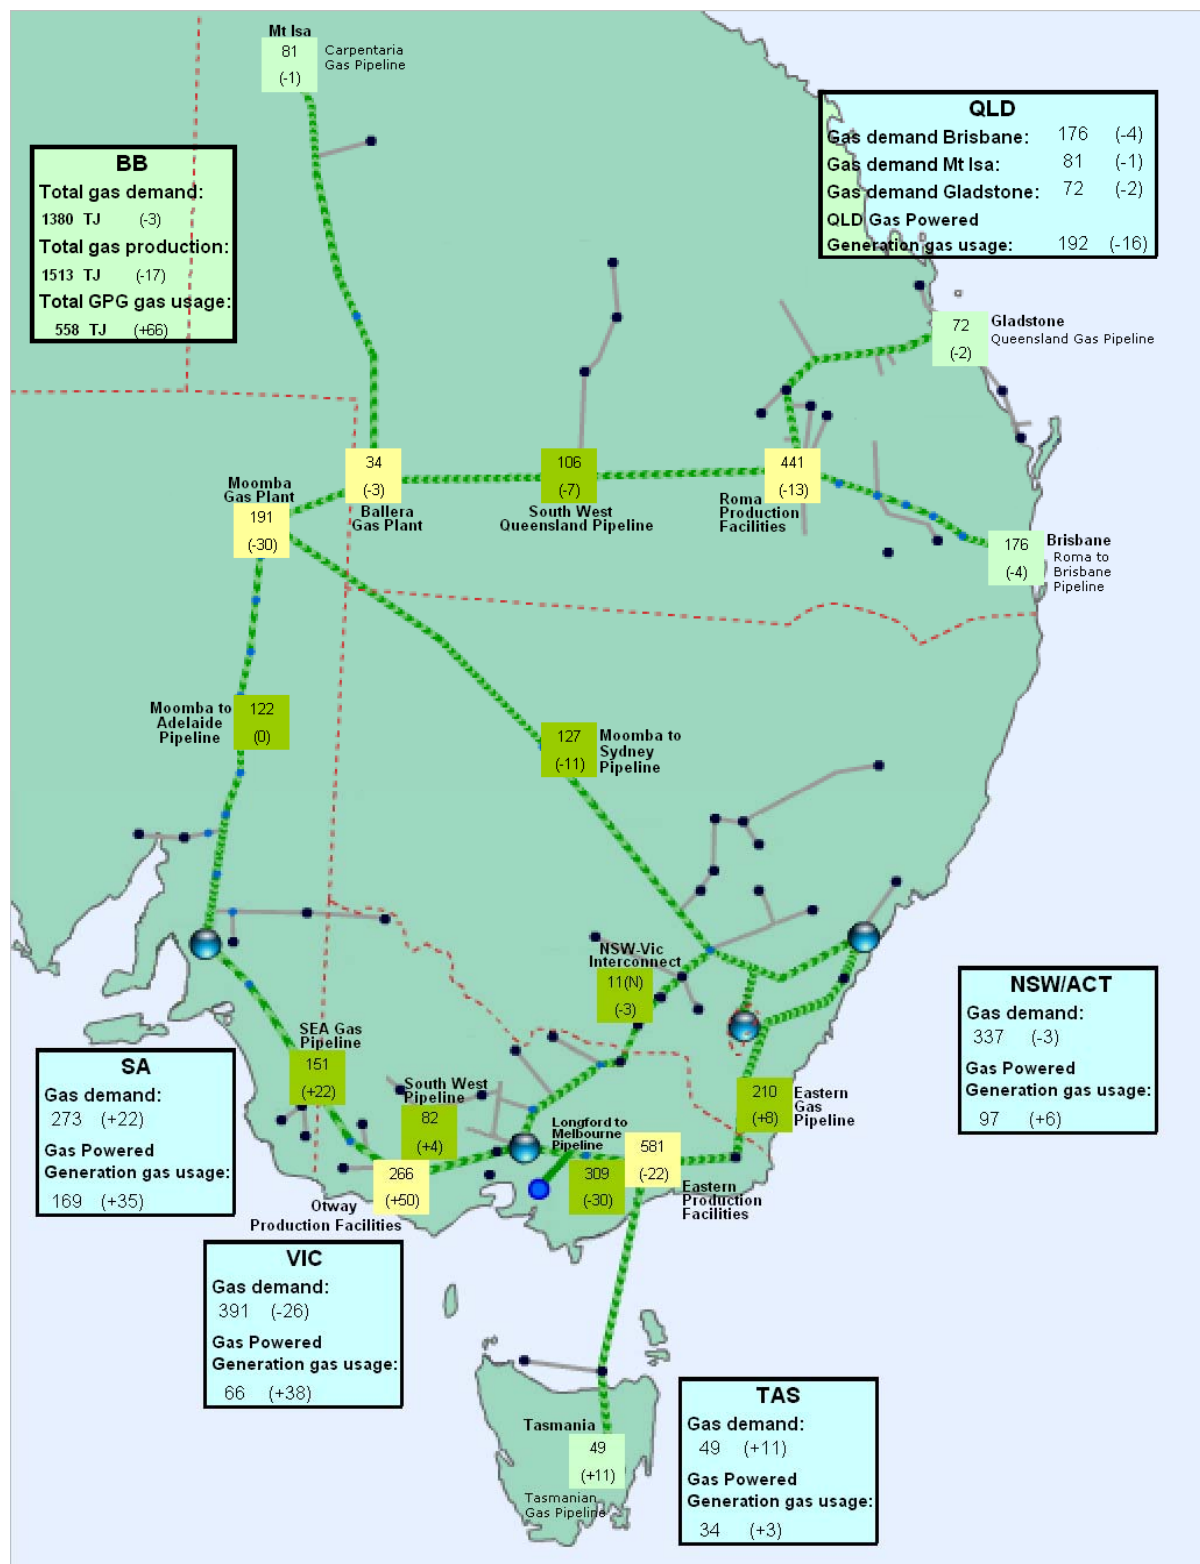 Mt Isa
81
(-1)
Carpentaria
Gas Pipeline
BB
Total gas demand:
1380 TJ (-3)
Total gas production:
1513 TJ (-17)
Total GPG gas usage:
558 TJ (+66)
QLD
Gas demand Brisbane: 176 (-4)
Gas demand Mt Isa: 81 (-1)
Gas demand Gladstone: 72 (-2)
QLD Gas Powered
Generation gas usage: 192 (-16)
72
(-2)
Gladstone
Queensland Gas Pipeline
Moomba
Gas Plant
191
(-30)
34
(-3)
Ballera
Gas Plant
106
(-7)
South West
Queensland Pipeline
441
(-13)
Roma
Production
Facilities
176
(-4)
Brisbane
Roma to
Brisbane
Pipeline
Moomba to
Adelaide
Pipeline
122
(0)
127
(-11)
Moomba to
Sydney
Pipeline
NSW-Vic
Interconnect
11(N)
(-3)
SEA Gas
Pipeline
151
(+22)
South West
Pipeline
82
(+4)
Longford to
Melbourne
Pipeline
309
(-30)
581
(-22)
Eastern
Production
Facilities
210
(+8)
Eastern
Gas
Pipeline
266
(+50)
Otway
Production Facilities
NSW/ACT
Gas demand:
337 (-3)
Gas Powered
Generation gas usage:
97 (+6)
SA
Gas demand:
273 (+22)
Gas Powered
Generation gas usage:
169 (+35)
VIC
Gas demand:
391 (-26)
Gas Powered
Generation gas usage:
66 (+38)
Tasmania
49
(+11)
Tasmanian
Gas Pipeline
TAS
Gas demand:
49 (+11)
Gas Powered
Generation gas usage:
34 (+3)